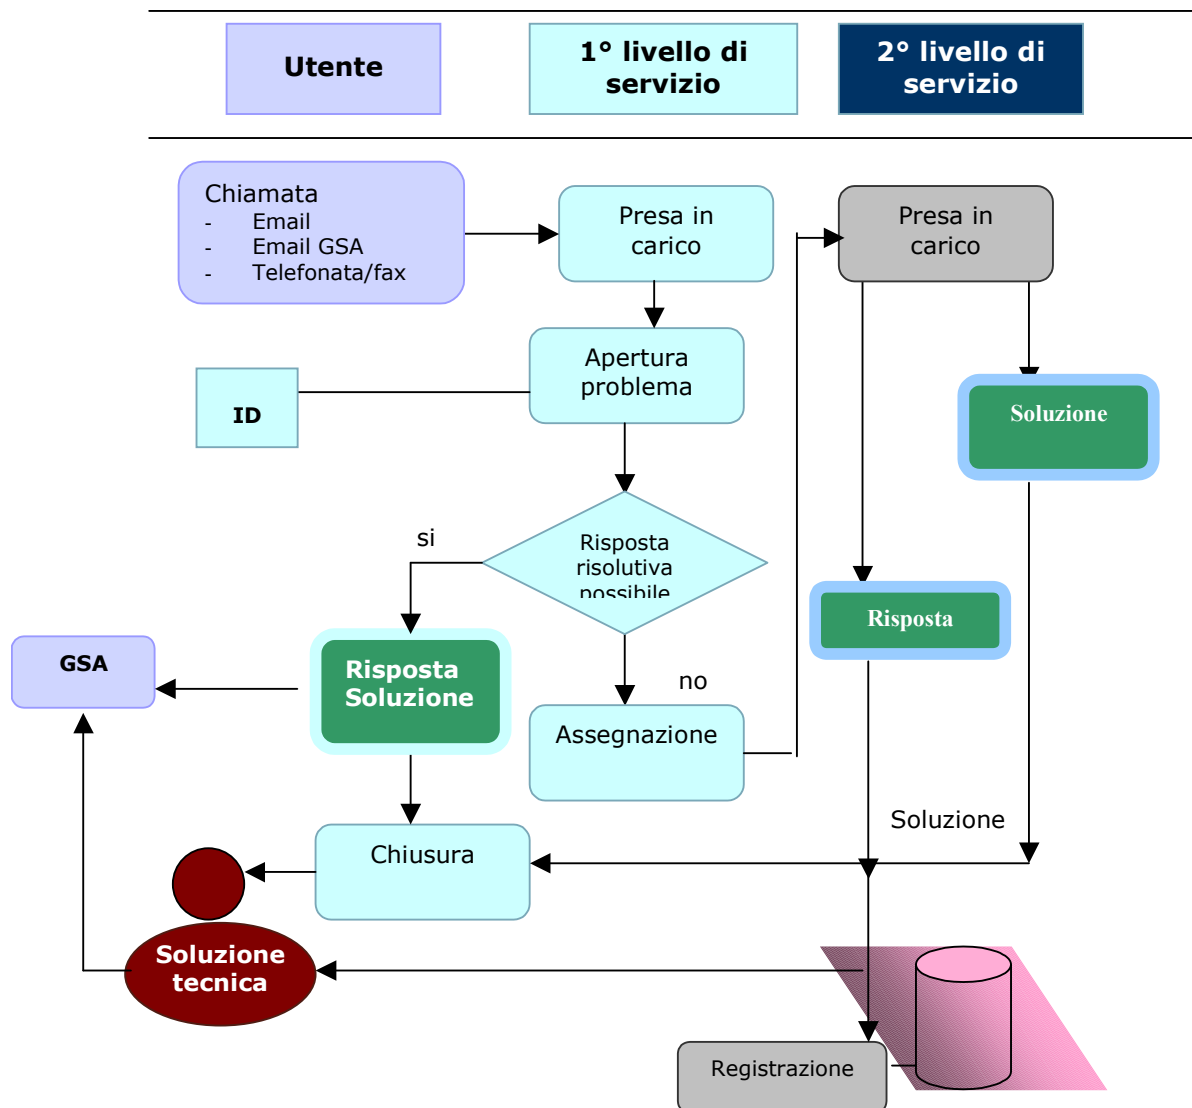 Utente
1° livello di
servizio
2° livello di
servizio
Chiamata
- Email
- Email GSA
- Telefonata/fax
Presa in
carico
Presa in
carico
Apertura
problema
ID
Soluzione
si
Risposta
risolutiva
possibile
Risposta
GSA
Risposta
Soluzione
no
Assegnazione
Soluzione
Chiusura
Soluzione
tecnica
Registrazione